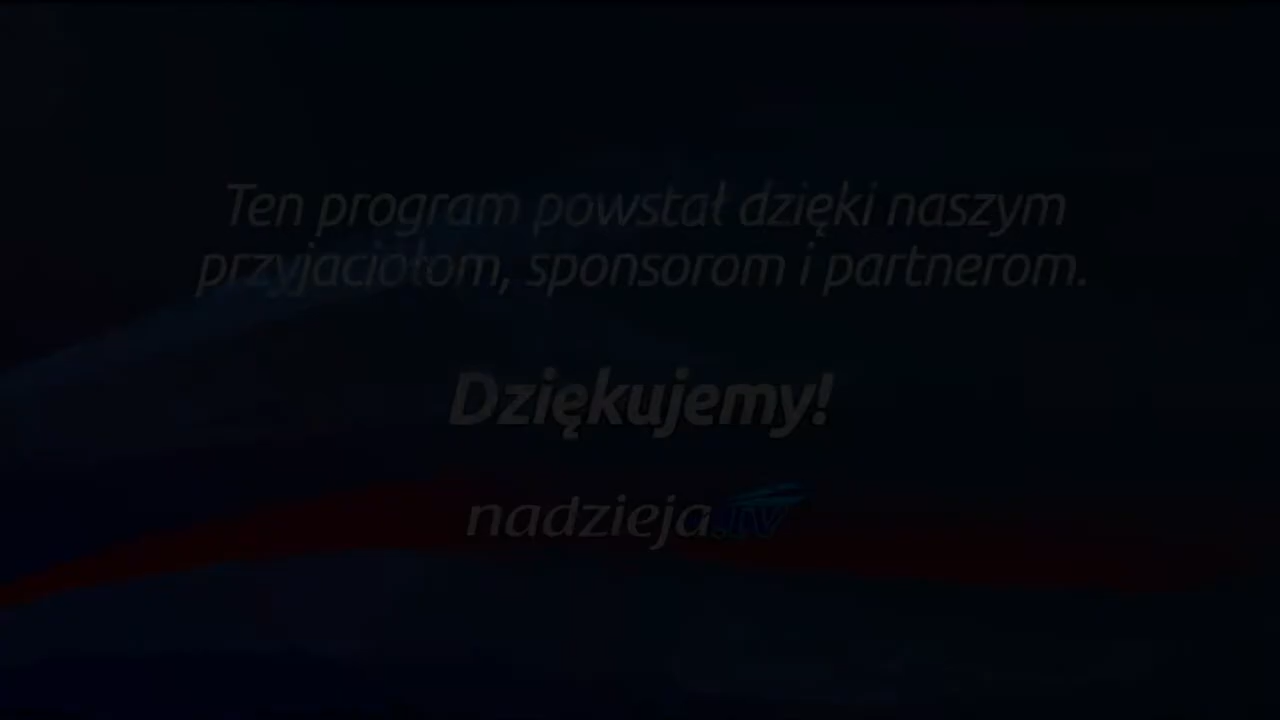 Ten program powstał dzięki naszym
przyjaciołom, sponsorom i partnerom.
Dziękujemy!
nadzieja.tv